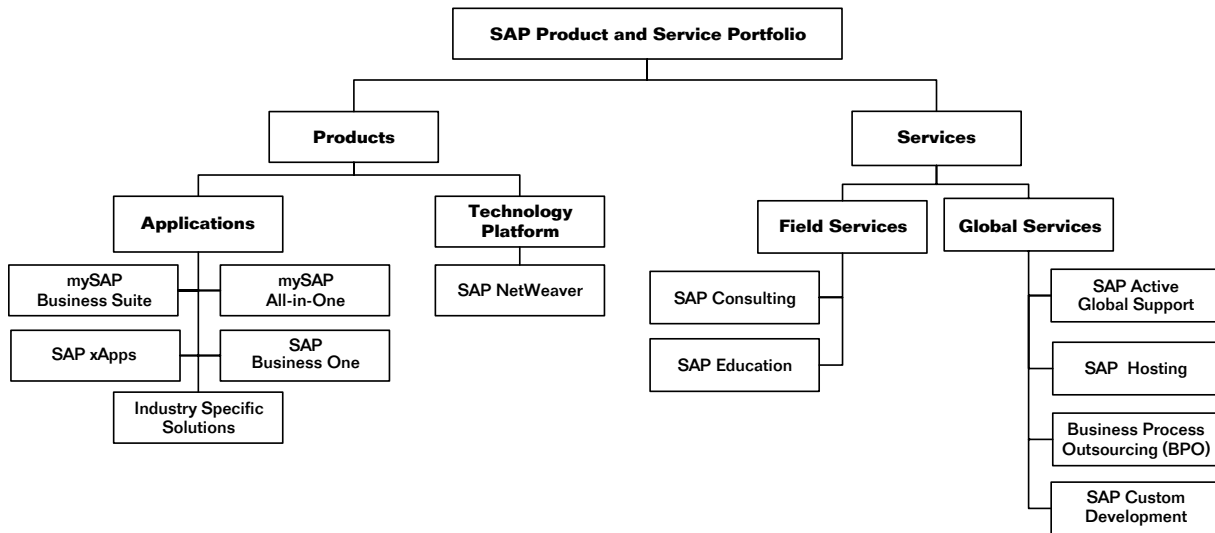 SAP Product and Service Portfolio
Products
Services
Applications
Technology
Platform
Field Services
Global Services
mySAP
Business Suite
mySAP
All-in-One
SAP NetWeaver
SAP xApps
SAP
Business One
Industry Specific
Solutions
SAP Consulting
SAP Education
SAP Active
Global Support
SAP Hosting
Business Process
Outsourcing (BPO)
SAP Custom
Development